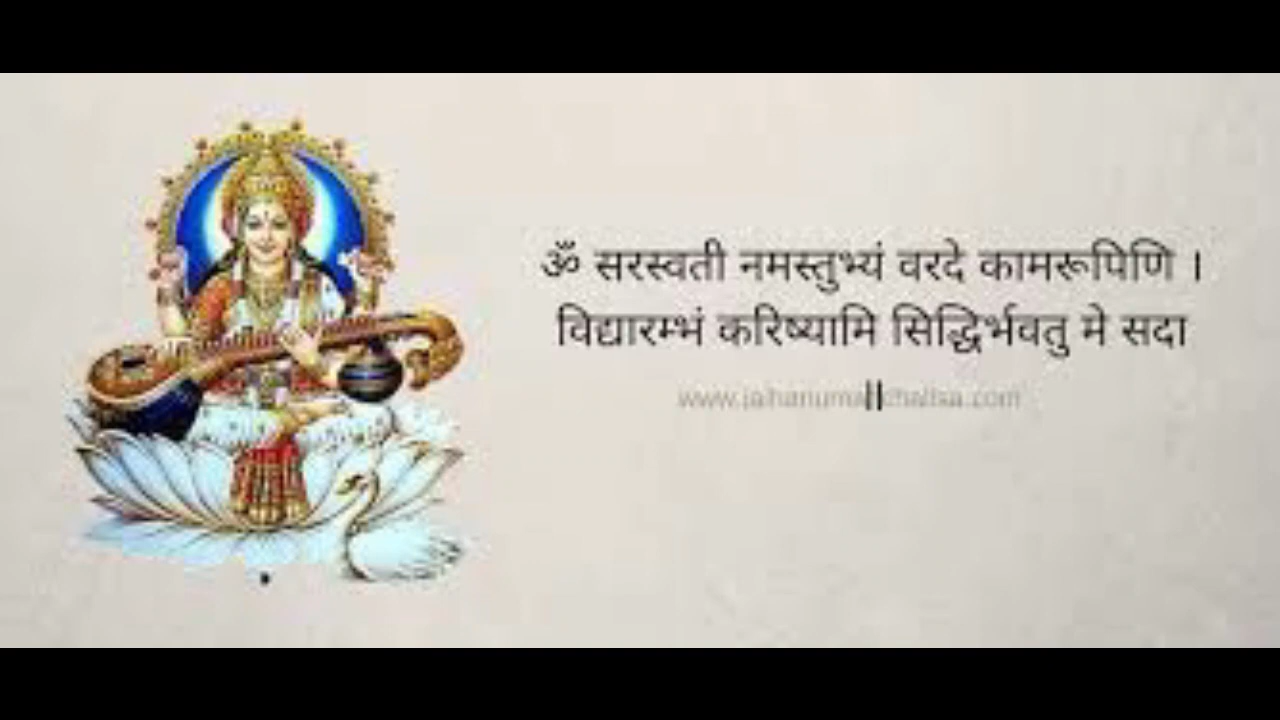 ॐ सरस्वती नमस्तुभ्यं वरदे कामरूपिणि ।
विद्यारम्भं करिष्यामि सिद्धिर्भवतु मे सदा
॥